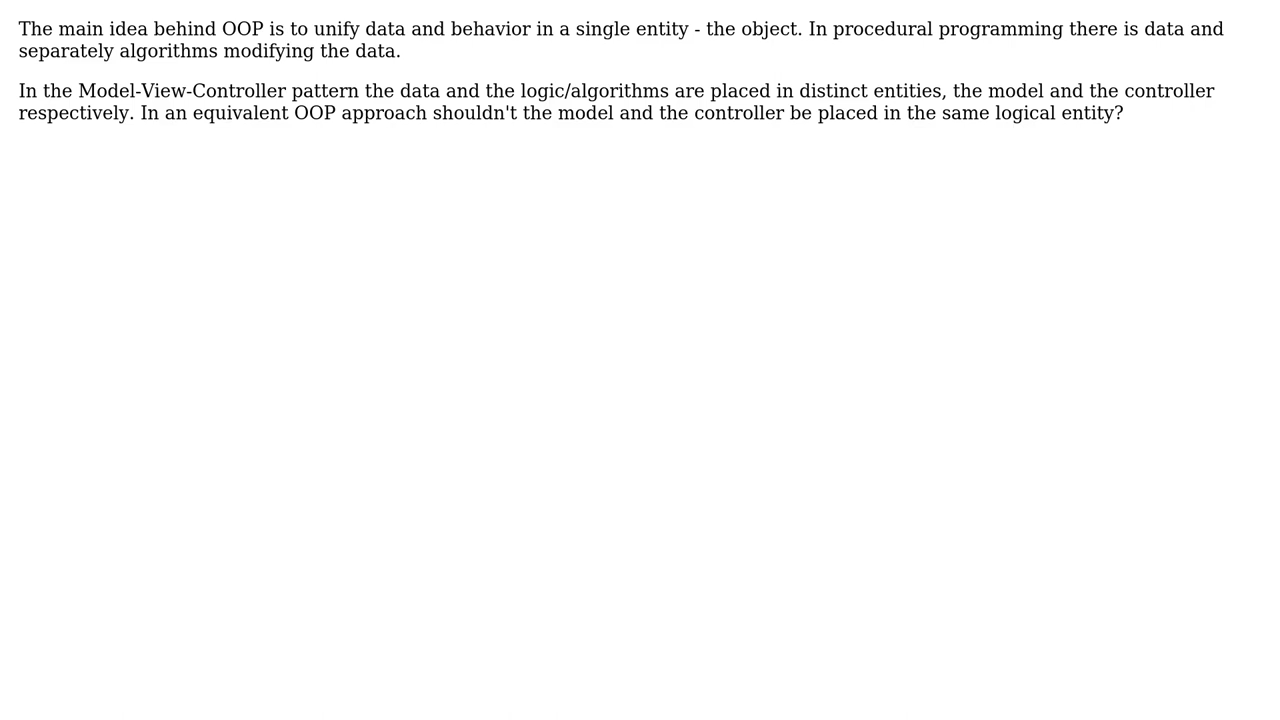 The main idea behind OOP is to unify data and behavior in a single entity - the object. In procedural programming there is data and
separately algorithms modifying the data.
In the Model-View-Controller pattern the data and the logic/algorithms are placed in distinct entities, the model and the controller
respectively. In an equivalent OOP approach shouldn't the model and the controller be placed in the same logical entity?